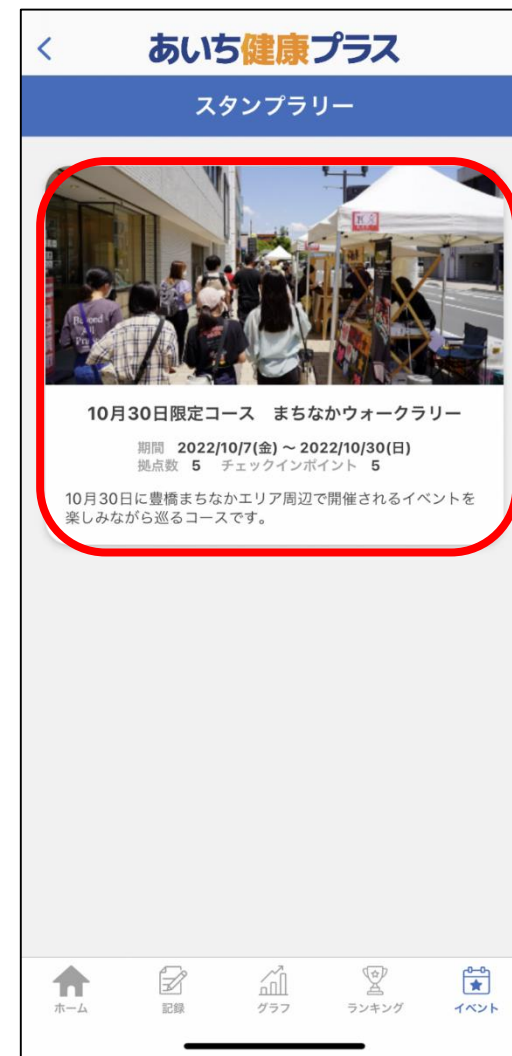 あいち健康プラス
スタンプラリー
Beyond
All
10月30日限定コース まちなかウォークラリー
期間 2022/10/7(金) ~ 2022/10/30(日)
拠点数 5 チェックインポイント 5
10月30日に豊橋まちなかエリア周辺で開催されるイベントを
楽しみながら巡るコースです。
ホーム 記録 グラフ ランキング イベント